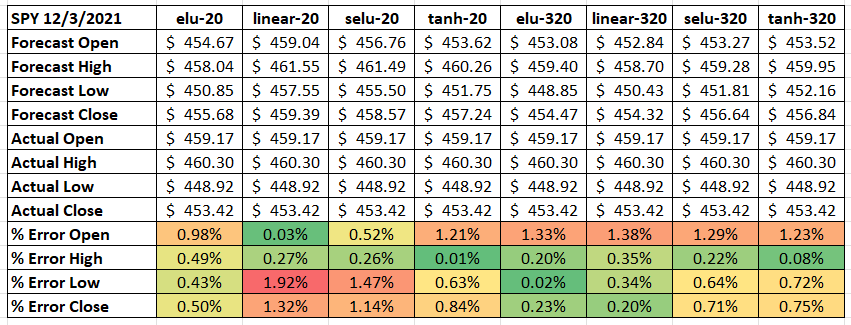 SPY 12/3/2021 elu-20 linear-20 selu-20 tanh-20 elu-320 linear-320 selu-320 tanh-320
Forecast Open $ 454.67 $ 459.04 $ 456.76 $ 453.62 $ 453.08 $ 452.84 $ 453.27 $ 453.52
Forecast High $ 458.04 $ 461.55 $ 461.49 $ 460.26 $ 459.40 $ 458.70 $ 459.28 $ 459.95
Forecast Low $ 450.85 $ 457.55 $ 455.50 $ 451.75 $ 448.85 $ 450.43 $ 451.81 $ 452.16
Forecast Close $ 455.68 $ 459.39 $ 458.57 $ 457.24 $ 454.47 $ 454.32 $ 456.64 $ 456.84
Actual Open $ 459.17 $ 459.17 $ 459.17 $ 459.17 $ 459.17 $ 459.17 $ 459.17 $ 459.17
Actual High $ 460.30 $ 460.30 $ 460.30 $ 460.30 $ 460.30 $ 460.30 $ 460.30 $ 460.30
Actual Low $ 448.92 $ 448.92 $ 448.92 $ 448.92 $ 448.92 $ 448.92 $ 448.92 $ 448.92
Actual Close $ 453.42 $ 453.42 $ 453.42 $ 453.42 $ 453.42 $ 453.42 $ 453.42 $ 453.42
% Error Open 0.98% 0.03% 0.52% 1.21% 1.33% 1.38% 1.29% 1.23%
% Error High 0.49% 0.27% 0.26% 0.01% 0.20% 0.35% 0.22% 0.08%
% Error Low 0.43% 1.92% 1.47% 0.63% 0.02% 0.34% 0.64% 0.72%
% Error Close 0.50% 1.32% 1.14% 0.84% 0.23% 0.20% 0.71% 0.75%